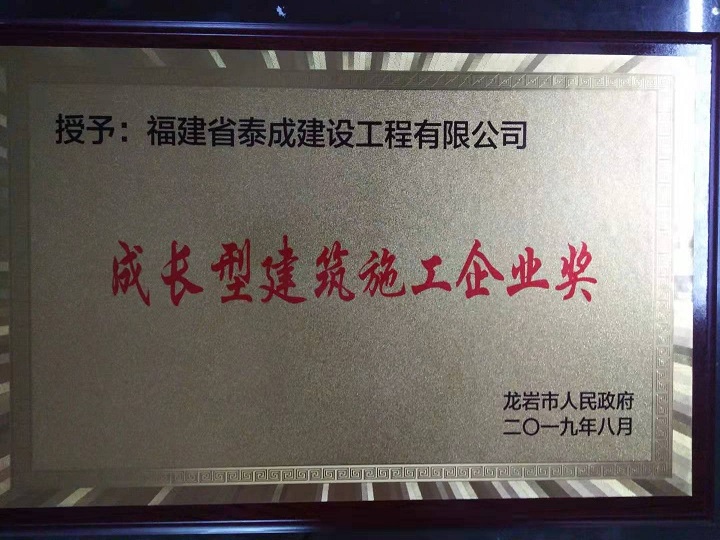 授予：福建省泰成建设工程有限公司
成长型建筑施工企业奖
龙岩市人民政府
二〇一九年八月